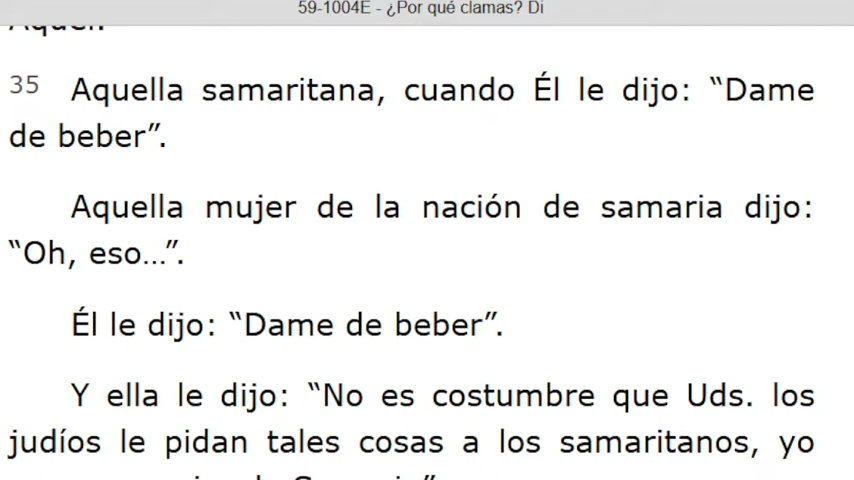 59-1004E - ¿Por qué clamas? Di
Aquel.
35 Aquella samaritana, cuando Él le dijo: “Dame
de beber”.
Aquella mujer de la nación de samaria dijo:
“Oh, eso...”.
Él le dijo: “Dame de beber”.
Y ella le dijo: “No es costumbre que Uds. los
judíos le pidan tales cosas a los samaritanos, yo